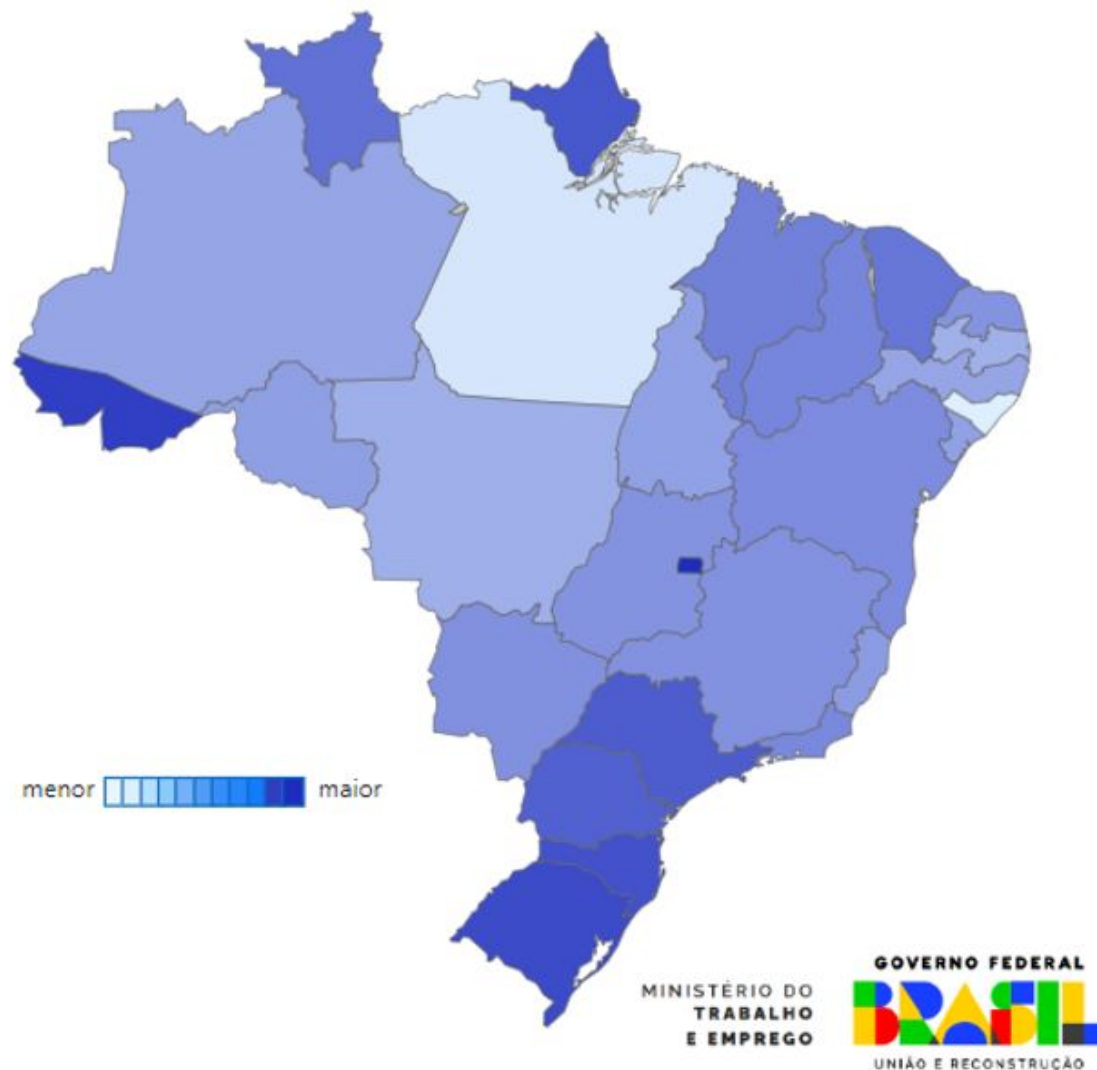 menor maior
MINISTÉRIO DO
TRABALHO
E EMPREGO
GOVERNO FEDERAL
BRASIL
UNIÃO E RECONSTRUÇÃO